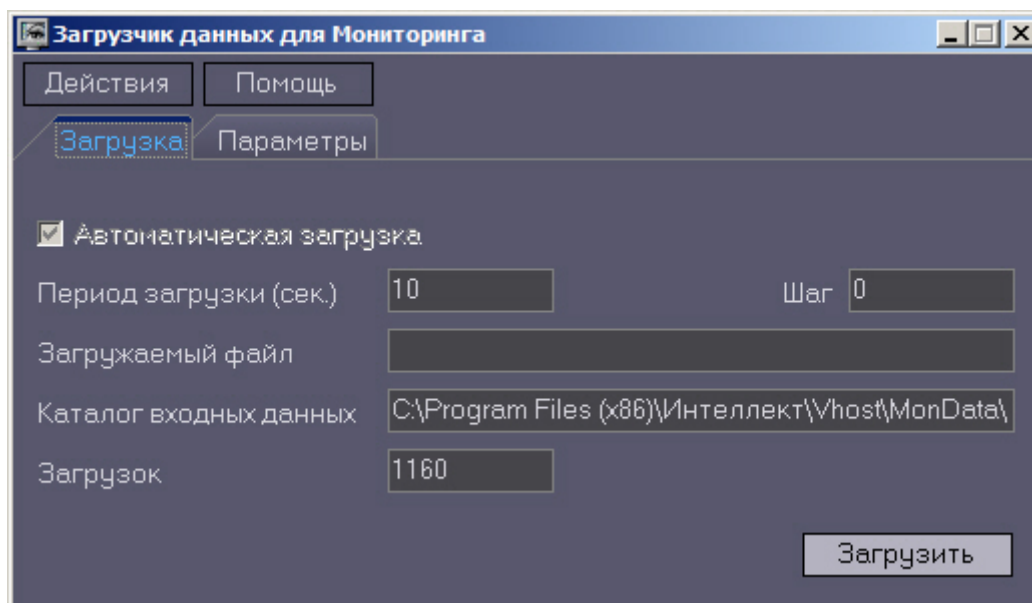 Загрузчик данных для Мониторинга
Действия Помощь
Загрузка Параметры
Автоматическая загрузка
Период загрузки (сек.) 10 Шаг 0
Загружаемый файл
Каталог входных данных C:\Program Files (x86)\Интеллект\Vhost\MonData\
Загрузок 1160
Загрузить